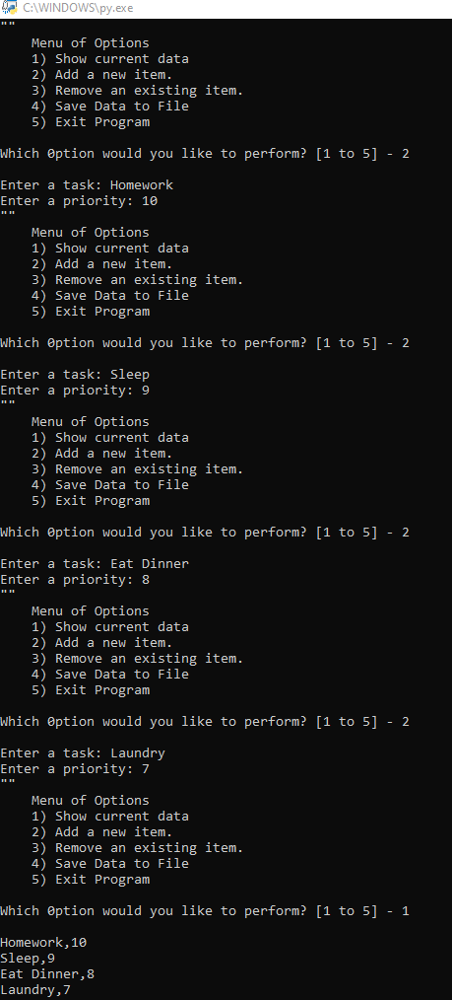 C:\WINDOWS\py.exe
""
    Menu of Options
    1) Show current data
    2) Add a new item.
    3) Remove an existing item.
    4) Save Data to File
    5) Exit Program
Which Option would you like to perform? [1 to 5] - 2
Enter a task: Homework
Enter a priority: 10
""
    Menu of Options
    1) Show current data
    2) Add a new item.
    3) Remove an existing item.
    4) Save Data to File
    5) Exit Program
Which Option would you like to perform? [1 to 5] - 2
Enter a task: Sleep
Enter a priority: 9
""
    Menu of Options
    1) Show current data
    2) Add a new item.
    3) Remove an existing item.
    4) Save Data to File
    5) Exit Program
Which Option would you like to perform? [1 to 5] - 2
Enter a task: Eat Dinner
Enter a priority: 8
""
    Menu of Options
    1) Show current data
    2) Add a new item.
    3) Remove an existing item.
    4) Save Data to File
    5) Exit Program
Which Option would you like to perform? [1 to 5] - 2
Enter a task: Laundry
Enter a priority: 7
""
    Menu of Options
    1) Show current data
    2) Add a new item.
    3) Remove an existing item.
    4) Save Data to File
    5) Exit Program
Which Option would you like to perform? [1 to 5] - 1
Homework,10
Sleep,9
Eat Dinner,8
Laundry,7